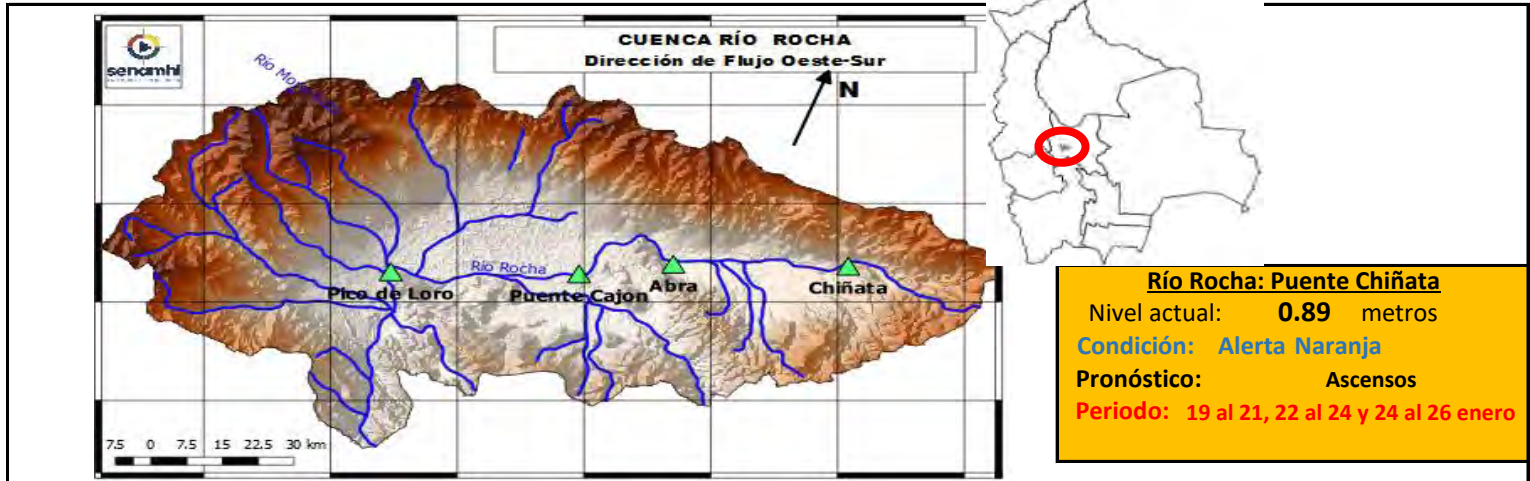 senamhi
CUENCA RÍO ROCHA
Dirección de Flujo Oeste-Sur
N
Río
Río Rocha
Pico de Loro
Puente Cajon
Abra
Chiñata
7.5 0 7.5 15 22.5 30 km
Río Rocha: Puente Chiñata
Nivel actual: 0.89 metros
Condición: Alerta Naranja
Pronóstico: Ascensos
Periodo: 19 al 21, 22 al 24 y 24 al 26 enero